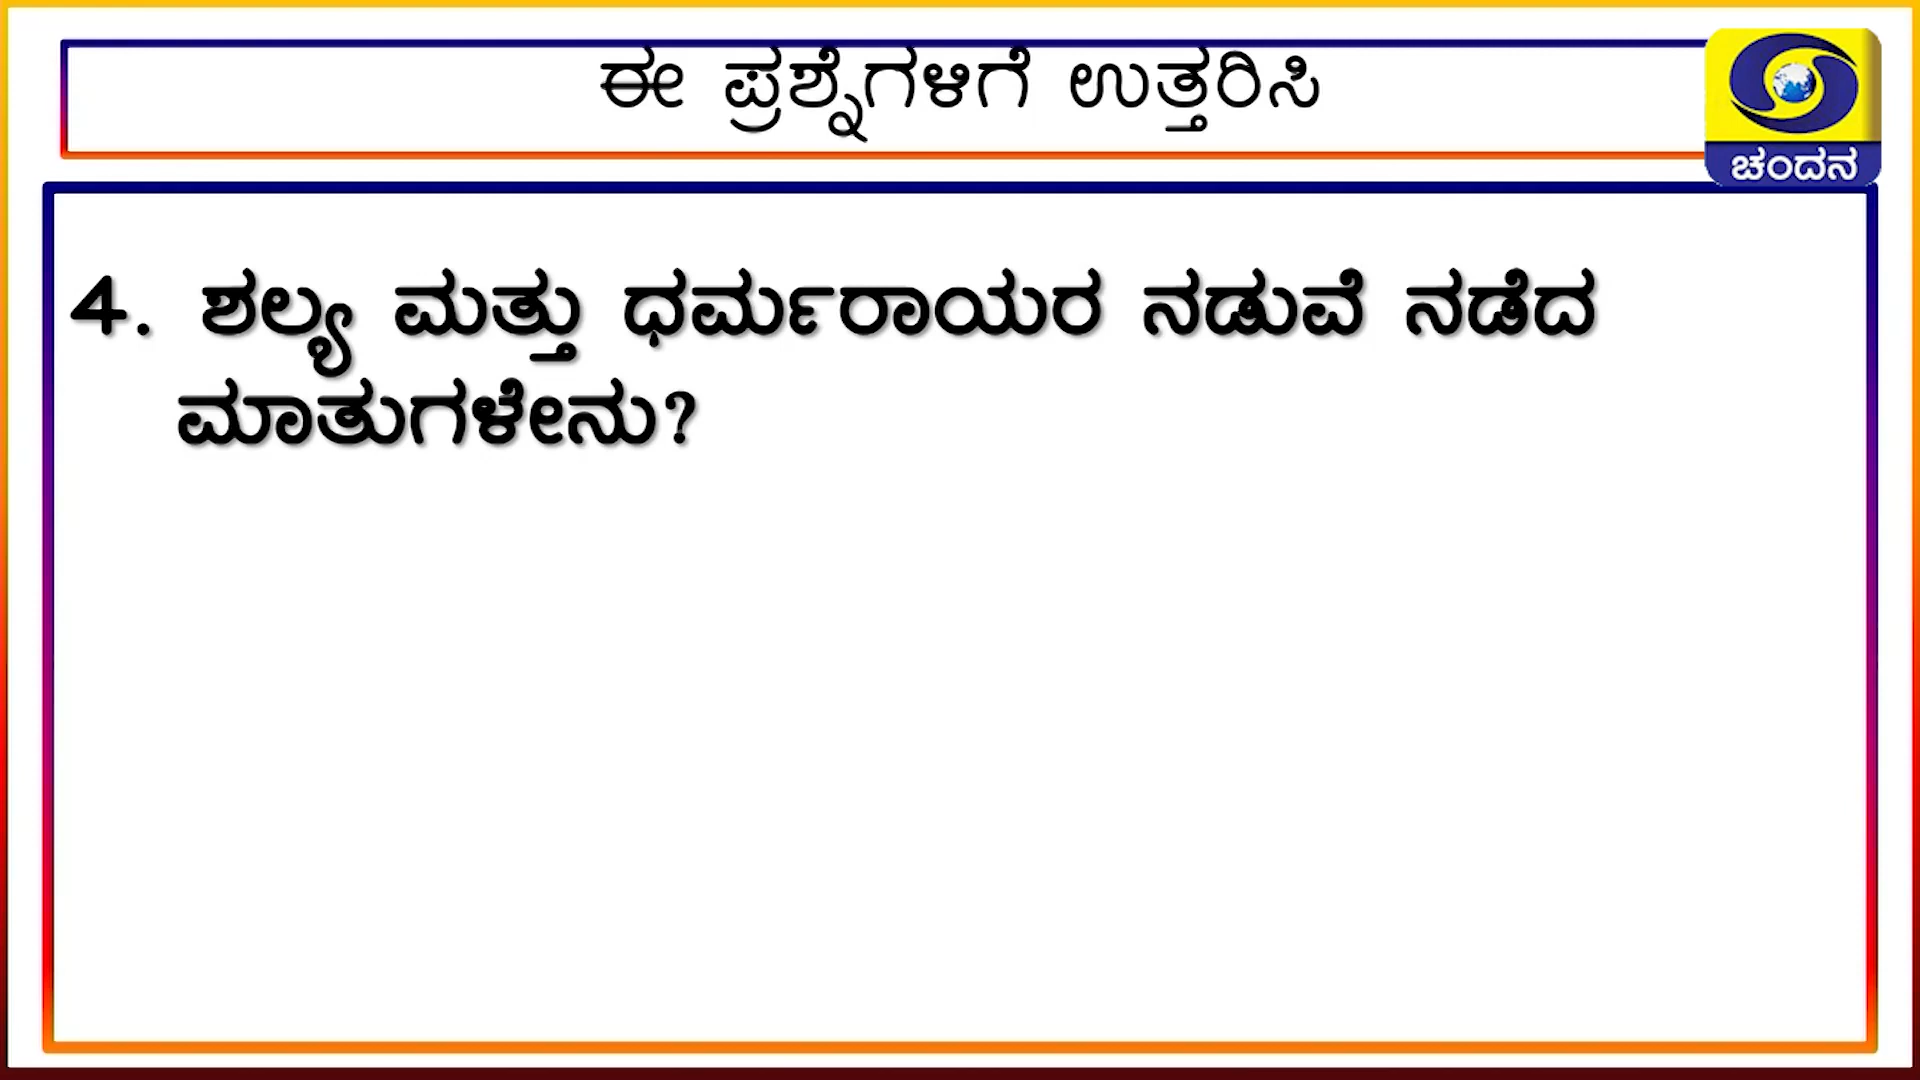 ಈ ಪ್ರಶ್ನೆಗಳಿಗೆ ಉತ್ತರಿಸಿ
ಚಂದನ
4. ಶಲ್ಯ ಮತ್ತು ಧರ್ಮರಾಯರ ನಡುವೆ ನಡೆದ
ಮಾತುಗಳೇನು?